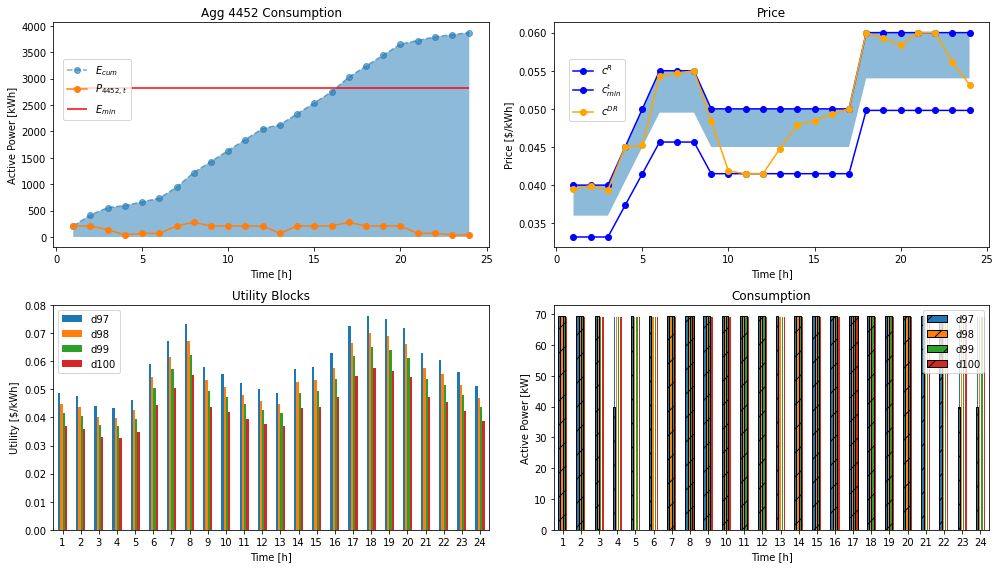 Agg 4452 Consumption
Active Power [kWh]
4000
3500
3000
2500
2000
1500
1000
500
0
E_cum
P_4452, t
E_min
0 5 10 15 20 25
Time [h]
Price
Price [$/kWh]
0.060
0.055
0.050
0.045
0.040
0.035
c^R
c^t_min
c^DR
0 5 10 15 20 25
Time [h]
Utility Blocks
Utility [$/kWh]
0.08
0.07
0.06
0.05
0.04
0.03
0.02
0.01
0.00
d97
d98
d99
d100
1 2 3 4 5 6 7 8 9 10 11 12 13 14 15 16 17 18 19 20 21 22 23 24
Time [h]
Consumption
Active Power [kW]
70
60
50
40
30
20
10
0
d97
d98
d99
d100
1 2 3 4 5 6 7 8 9 10 11 12 13 14 15 16 17 18 19 20 21 22 23 24
Time [h]